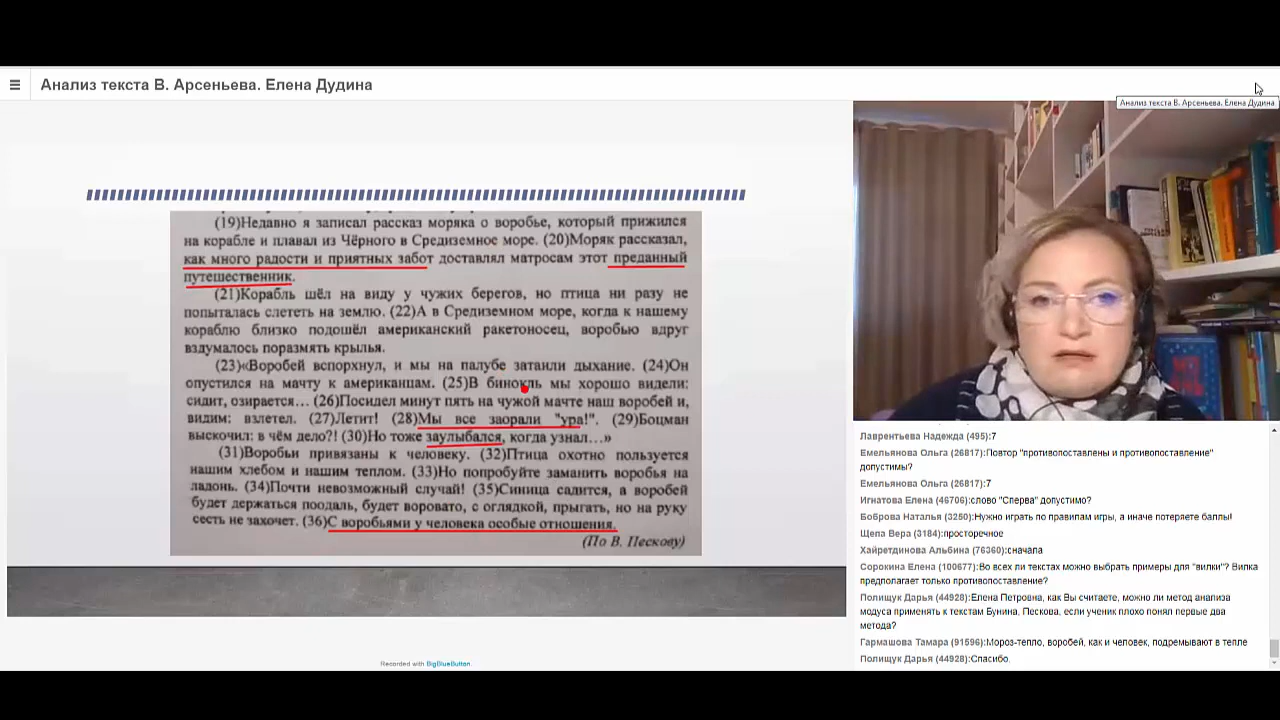 Анализ текста В. Арсеньева. Елена Дудина
Анализ текста В. Арсеньева. Елена Дудина
(19)Недавно я записал рассказ моряка о воробье, который прижился
на корабле и плавал из Чёрного в Средиземное море. (20)Моряк рассказал,
как много радости и приятных забот доставлял матросам этот преданный
путешественник.
(21)Корабль шёл на виду у чужих берегов, но птица ни разу не
попыталась слететь на землю. (22)А в Средиземном море, когда к нашему
кораблю близко подошёл американский ракетоносец, воробью вдруг
вздумалось поразмять крылья.
(23)«Воробей вспорхнул, и мы на палубе затаили дыхание. (24)Он
опустился на мачту к американцам. (25)В бинокль мы хорошо видели:
сидит, озирается... (26)Посидел минут пять на чужой мачте наш воробей и,
видим: взлетел. (27)Летит! (28)Мы все заорали "ура!". (29)Боцман
выскочил: в чём дело?! (30)Но тоже заулыбался, когда узнал...»
(31)Воробьи привязаны к человеку. (32)Птица охотно пользуется
нашим хлебом и нашим теплом. (33)Но попробуйте заманить воробья на
ладонь. (34)Почти невозможный случай! (35)Синица садится, а воробей
будет держаться поодаль, будет воровато, с оглядкой, прыгать, но на руку
сесть не захочет. (36)С воробьями у человека особые отношения.
(По В. Пескову)
Лаврентьева Надежда (495):7
Емельянова Ольга (26817):Повтор "противопоставлены и противопоставление"
допустимы?
Емельянова Ольга (26817):7
Игнатова Елена (46706):слово "Сперва" допустимо?
Боброва Наталья (3250):Нужно играть по правилам игры, а иначе потеряете баллы!
Щепа Вера (3184):просторечное
Хайретдинова Альбина (76360):сначала
Сорокина Елена (100677):Во всех ли текстах можно выбрать примеры для "вилки"? Вилка
предполагает только противопоставление?
Полищук Дарья (44928):Елена Петровна, как Вы считаете, можно ли метод анализа
модуса применять к текстам Бунина, Пескова, если ученик плохо понял первые два
метода?
Гармашова Тамара (91596):Мороз-тепло, воробей, как и человек, подремывают в тепле
Полищук Дарья (44928):Спасибо.
Recorded with BigBlueButton.